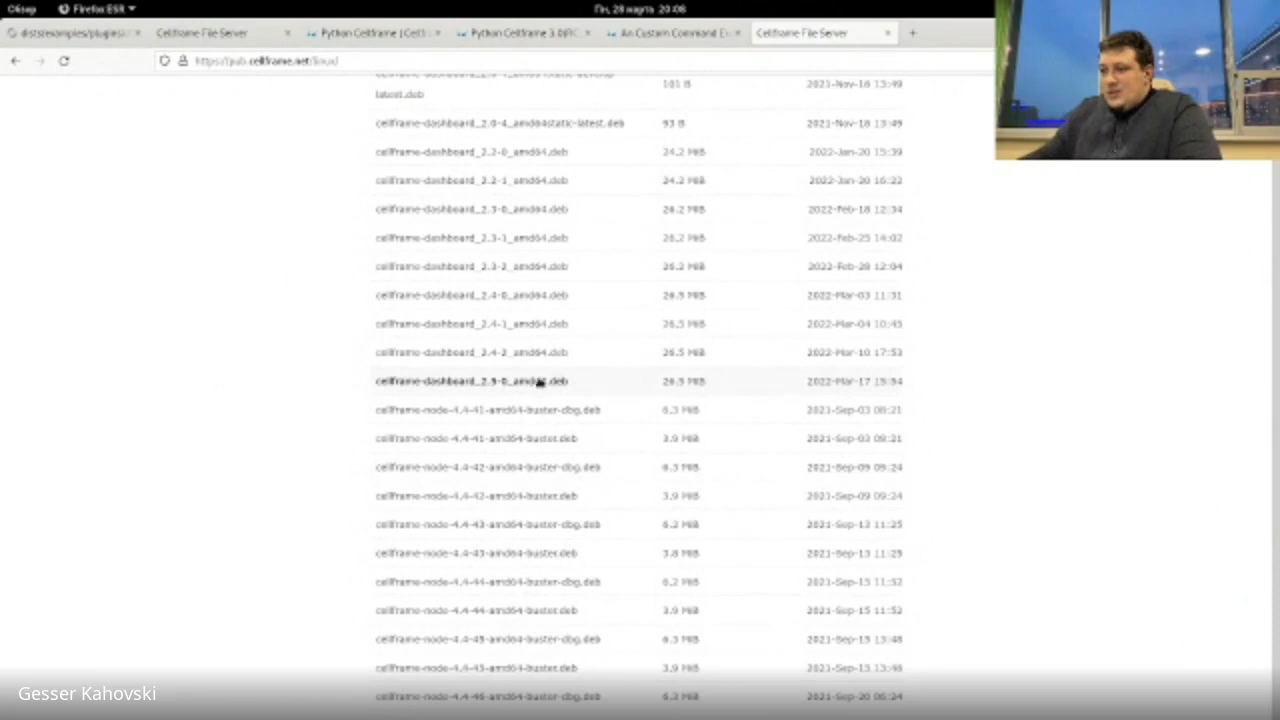 Обзор Firefox ESR Пн, 28 марта 20:08
dists/examples/plugins/ Cellframe File Server Python Cellframe | Cellf Python Cellframe 3.0 An Custom Command E Cellframe File Server
https://pub.cellframe.net/linux/
101 B 2021-Nov-18 13:49
latest.deb
cellframe-dashboard_2.0-4_amd64static-latest.deb 93 B 2021-Nov-18 13:49
cellframe-dashboard_2.2-0_amd64.deb 24.2 MiB 2022-Jan-20 15:39
cellframe-dashboard_2.2-1_amd64.deb 24.2 MiB 2022-Jan-20 16:22
cellframe-dashboard_2.3-0_amd64.deb 26.2 MiB 2022-Feb-18 12:34
cellframe-dashboard_2.3-1_amd64.deb 26.2 MiB 2022-Feb-25 14:02
cellframe-dashboard_2.3-2_amd64.deb 26.2 MiB 2022-Feb-28 12:04
cellframe-dashboard_2.4-0_amd64.deb 26.5 MiB 2022-Mar-03 11:31
cellframe-dashboard_2.4-1_amd64.deb 26.5 MiB 2022-Mar-04 10:45
cellframe-dashboard_2.4-2_amd64.deb 26.5 MiB 2022-Mar-10 17:53
cellframe-dashboard_2.5-0_amd64.deb 26.5 MiB 2022-Mar-17 15:54
cellframe-node-4.4-41-amd64-buster-dbg.deb 6.3 MiB 2021-Sep-03 08:21
cellframe-node-4.4-41-amd64-buster.deb 3.9 MiB 2021-Sep-03 08:21
cellframe-node-4.4-42-amd64-buster-dbg.deb 6.3 MiB 2021-Sep-09 09:24
cellframe-node-4.4-42-amd64-buster.deb 3.9 MiB 2021-Sep-09 09:24
cellframe-node-4.4-43-amd64-buster-dbg.deb 6.2 MiB 2021-Sep-13 11:25
cellframe-node-4.4-43-amd64-buster.deb 3.8 MiB 2021-Sep-13 11:25
cellframe-node-4.4-44-amd64-buster-dbg.deb 6.2 MiB 2021-Sep-15 11:52
cellframe-node-4.4-44-amd64-buster.deb 3.9 MiB 2021-Sep-15 11:52
cellframe-node-4.4-45-amd64-buster-dbg.deb 6.3 MiB 2021-Sep-15 13:48
cellframe-node-4.4-45-amd64-buster.deb 3.9 MiB 2021-Sep-15 13:48
cellframe-node-4.4-46-amd64-buster-dbg.deb 6.3 MiB 2021-Sep-20 06:24
Gesser Kahovski